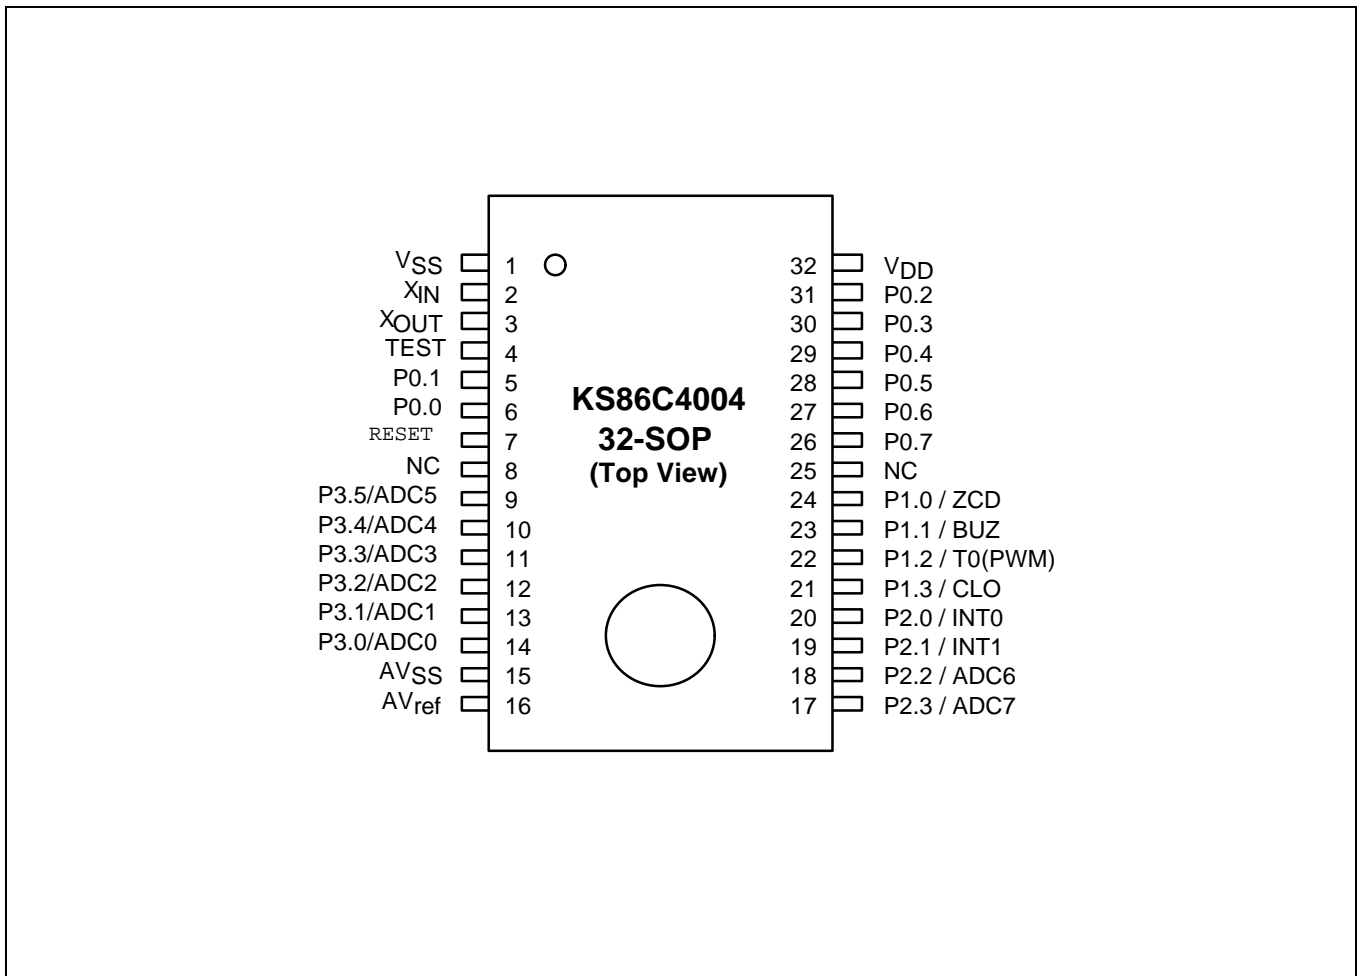 VSS 1 32 VDD
XIN 2 31 P0.2
XOUT 3 30 P0.3
TEST 4 29 P0.4
P0.1 5 28 P0.5
P0.0 6 27 P0.6
RESET 7 26 P0.7
NC 8 25 NC
P3.5/ADC5 9 24 P1.0 / ZCD
P3.4/ADC4 10 23 P1.1 / BUZ
P3.3/ADC3 11 22 P1.2 / T0(PWM)
P3.2/ADC2 12 21 P1.3 / CLO
P3.1/ADC1 13 20 P2.0 / INT0
P3.0/ADC0 14 19 P2.1 / INT1
AVSS 15 18 P2.2 / ADC6
AVref 16 17 P2.3 / ADC7
KS86C4004
32-SOP
(Top View)